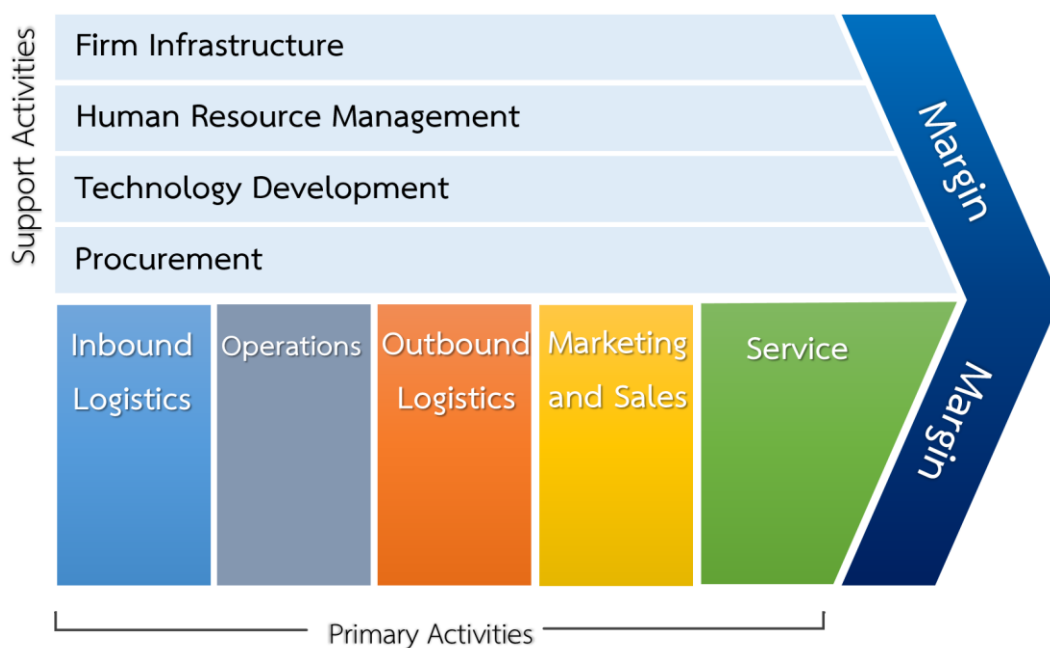 Support Activities
Firm Infrastructure
Human Resource Management
Technology Development
Procurement
Margin
Inbound
Logistics
Operations
Outbound
Logistics
Marketing
and Sales
Service
Margin
Primary Activities